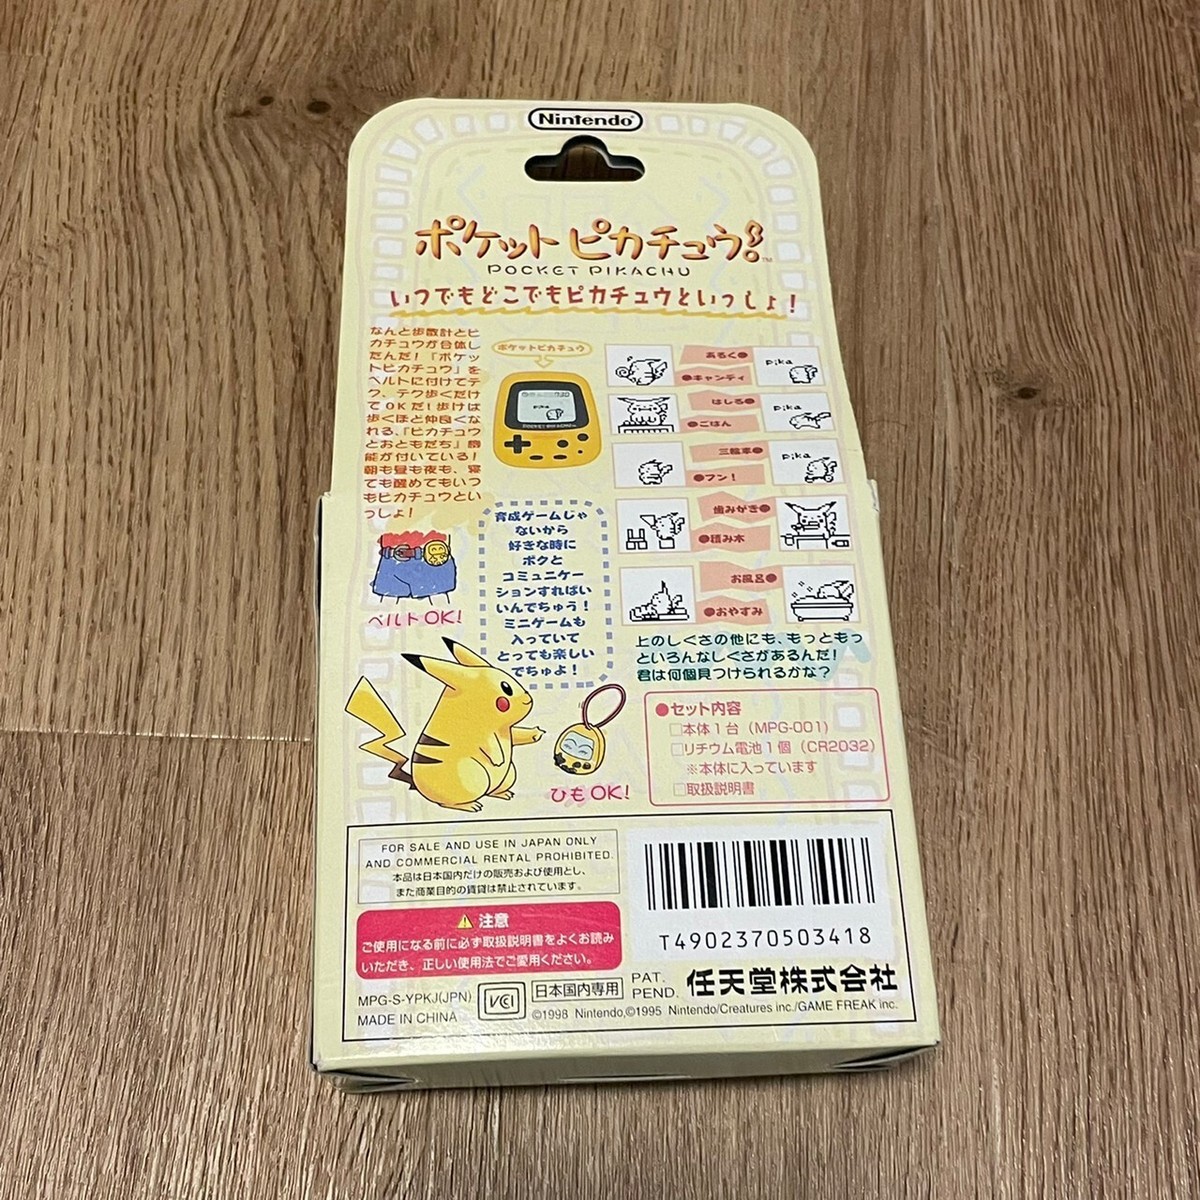 Nintendo
ポケットピカチュウ!™
POCKET PIKACHU
いつでもどこでもピカチュウといっしょ!
なんと歩数計とピ
カチュウが合体し
たんだ!『ポケッ
トピカチュウ』を
ベルトに付けてテ
ク、テク歩くだけ
でOKだ!歩けば
歩くほど仲良くな
れる、『ピカチュウ
とおともだち』機
能が付いている!
朝も昼も夜も、寝
ても醒めてもいつ
もピカチュウとい
っしょ!
ポケットピカチュウ
pika
POCKET PIKACHU
あるく●
pika
●キャンディ
はしる●
pika
●ごはん
三輪車●
pika
●フン!
歯みがき●
●積み木
お風呂●
●おやすみ
育成ゲームじゃ
ないから
好きな時に
ボクと
コミュニケー
ションすればい
いんでちゅう!
ミニゲームも
入っていて
とっても楽しい
でちゅよ!
ベルトOK!
ひもOK!
上のしぐさの他にも、もっともっ
といろんなしぐさがあるんだ!
君は何個見つけられるかな?
●セット内容
□本体1台(MPG-001)
□リチウム電池1個(CR2032)
※本体に入っています
□取扱説明書
FOR SALE AND USE IN JAPAN ONLY
AND COMMERCIAL RENTAL PROHIBITED.
本品は日本国内だけの販売および使用とし、
また商業目的の賃貸は禁止されています。
⚠ 注意
ご使用になる前に必ず取扱説明書をよくお読み
いただき、正しい使用法でご愛用ください。
T4902370503418
MPG-S-YPKJ(JPN)
MADE IN CHINA
VCI
日本国内専用
PAT.
PEND.
任天堂株式会社
©1998 Nintendo,©1995 Nintendo/Creatures inc./GAME FREAK inc.